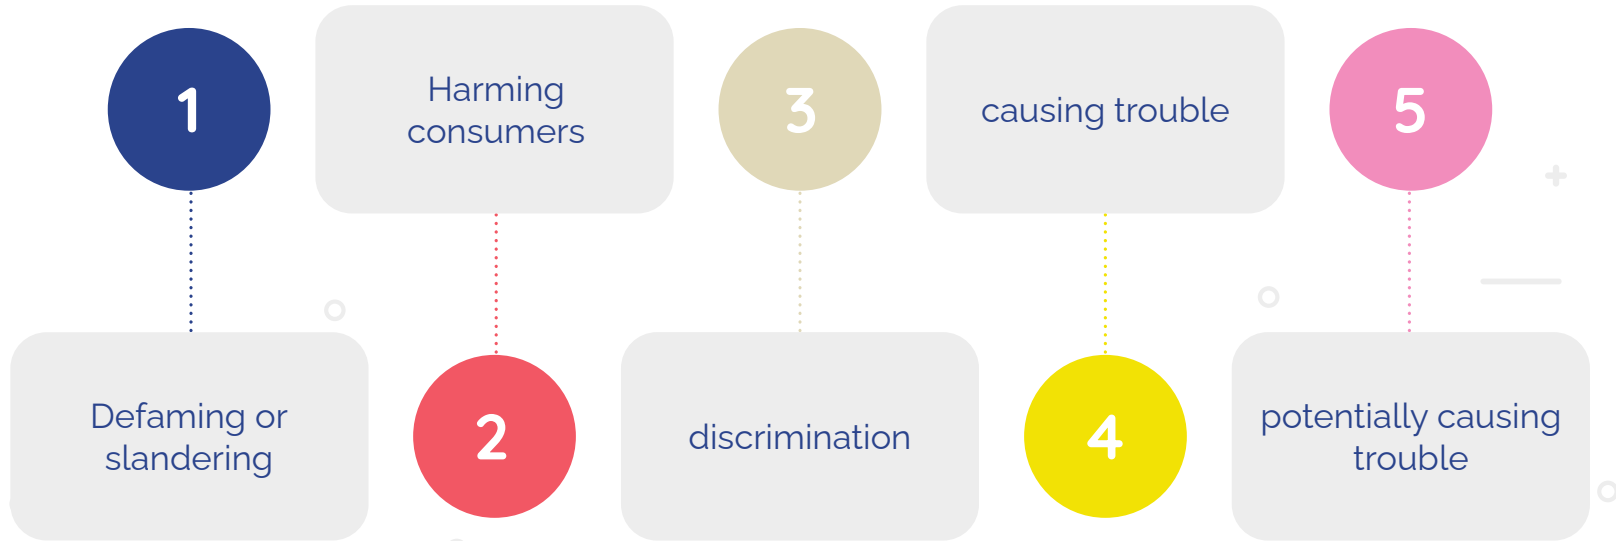 1
Defaming or
slandering
Harming
consumers
2
3
discrimination
causing trouble
4
5
potentially causing
trouble